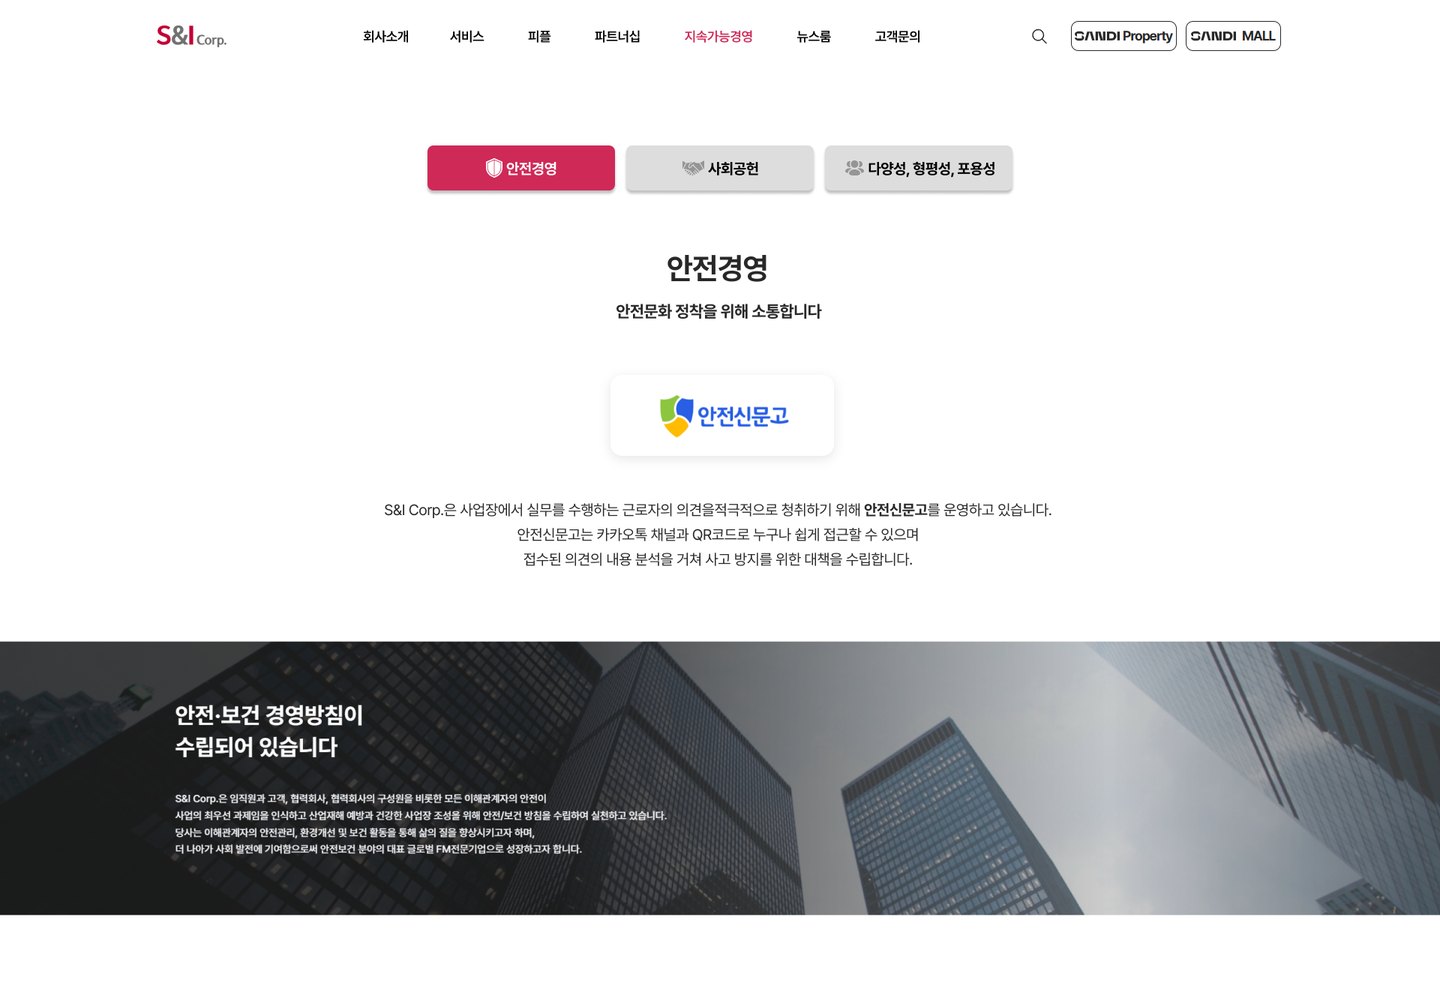 S&I Corp.
회사소개
서비스
피플
파트너십
지속가능경영
뉴스룸
고객문의
SANDI Property
SANDI MALL
안전경영
사회공헌
다양성, 형평성, 포용성
안전경영
안전문화 정착을 위해 소통합니다
안전신문고
S&I Corp.은 사업장에서 실무를 수행하는 근로자의 의견을적극적으로 청취하기 위해 안전신문고를 운영하고 있습니다.
안전신문고는 카카오톡 채널과 QR코드로 누구나 쉽게 접근할 수 있으며
접수된 의견의 내용 분석을 거쳐 사고 방지를 위한 대책을 수립합니다.
안전·보건 경영방침이
수립되어 있습니다
S&I Corp.은 임직원과 고객, 협력회사, 협력회사의 구성원을 비롯한 모든 이해관계자의 안전이
사업의 최우선 과제임을 인식하고 산업재해 예방과 건강한 사업장 조성을 위해 안전/보건 방침을 수립하여 실천하고 있습니다.
당사는 이해관계자의 안전관리, 환경개선 및 보건 활동을 통해 삶의 질을 향상시키고자 하며,
더 나아가 사회 발전에 기여함으로써 안전보건 분야의 대표 글로벌 FM전문기업으로 성장하고자 합니다.